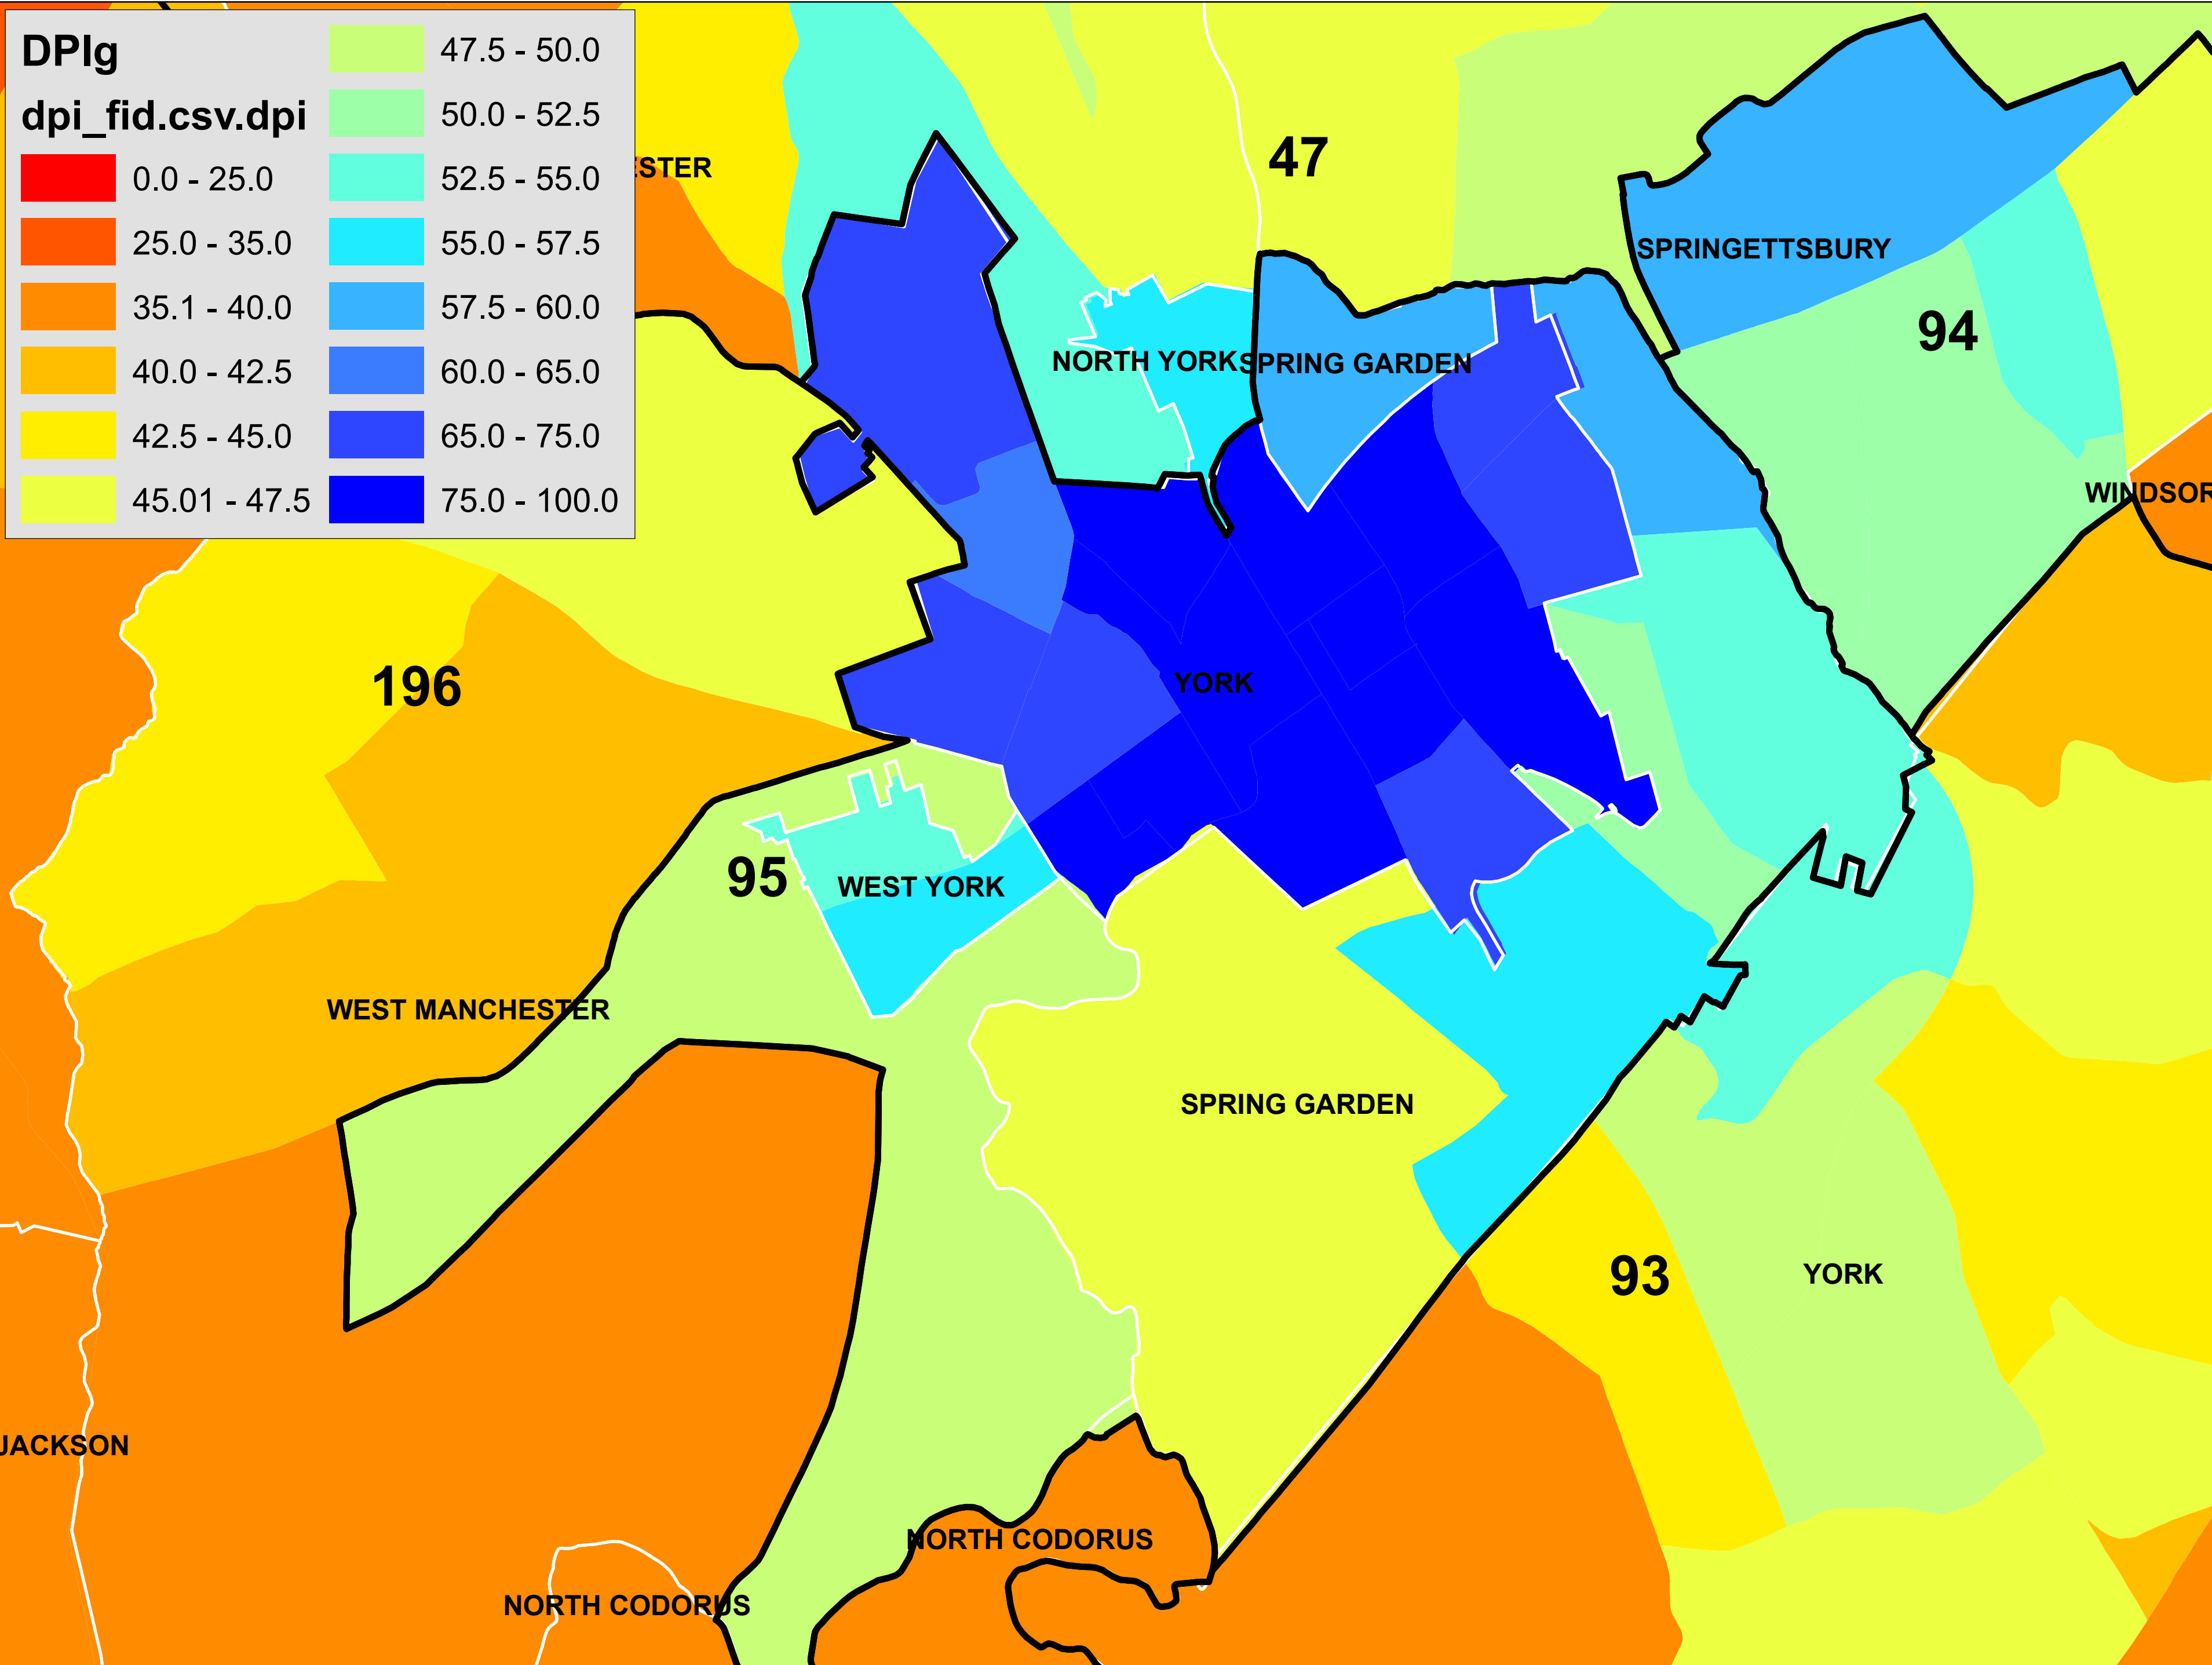 DPIg
dpi_fid.csv.dpi
0.0 - 25.0
25.0 - 35.0
35.1 - 40.0
40.0 - 42.5
42.5 - 45.0
45.01 - 47.5
47.5 - 50.0
50.0 - 52.5
52.5 - 55.0
55.0 - 57.5
57.5 - 60.0
60.0 - 65.0
65.0 - 75.0
75.0 - 100.0
ESTER
47
SPRINGETTSBURY
94
NORTH YORK
SPRING GARDEN
WINDSOR
196
YORK
95
WEST YORK
WEST MANCHESTER
SPRING GARDEN
93
YORK
JACKSON
NORTH CODORUS
NORTH CODORUS